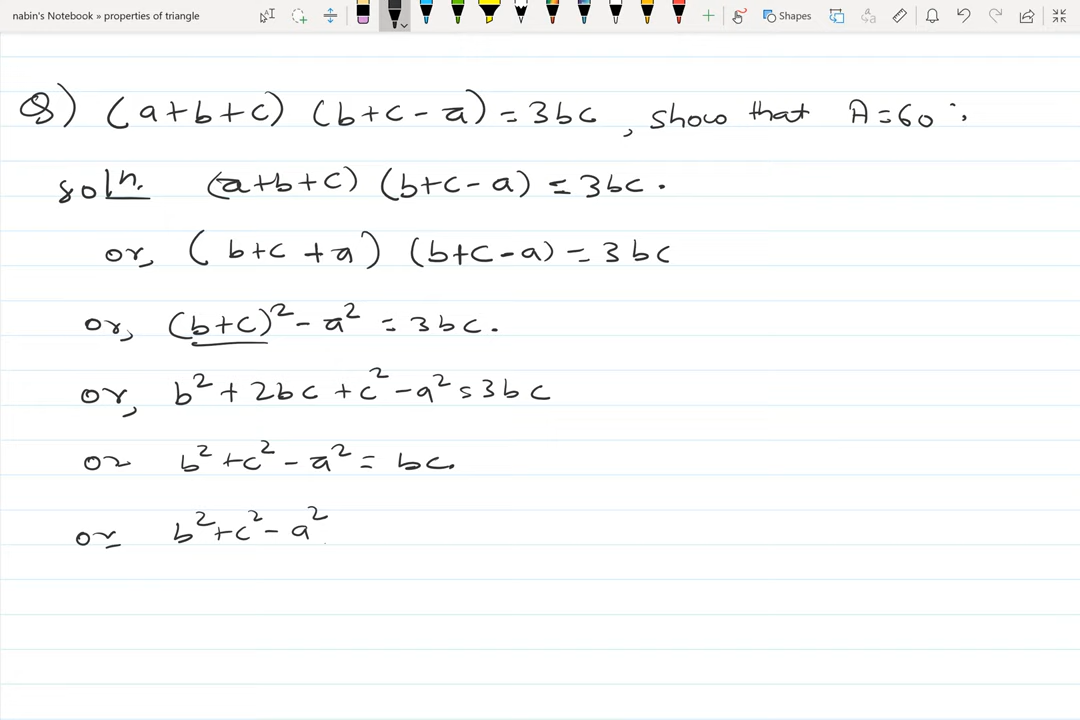 nabin's Notebook » properties of triangle
Shapes
Q) (a+b+c) (b+c-a) = 3bc, show that A=60°.
soln. (a+b+c) (b+c-a) = 3bc.
or, (b+c+a) (b+c-a) = 3bc
or, (b+c)² - a² = 3bc.
or, b² + 2bc + c² - a² = 3bc
or b² + c² - a² = bc.
or b² + c² - a²